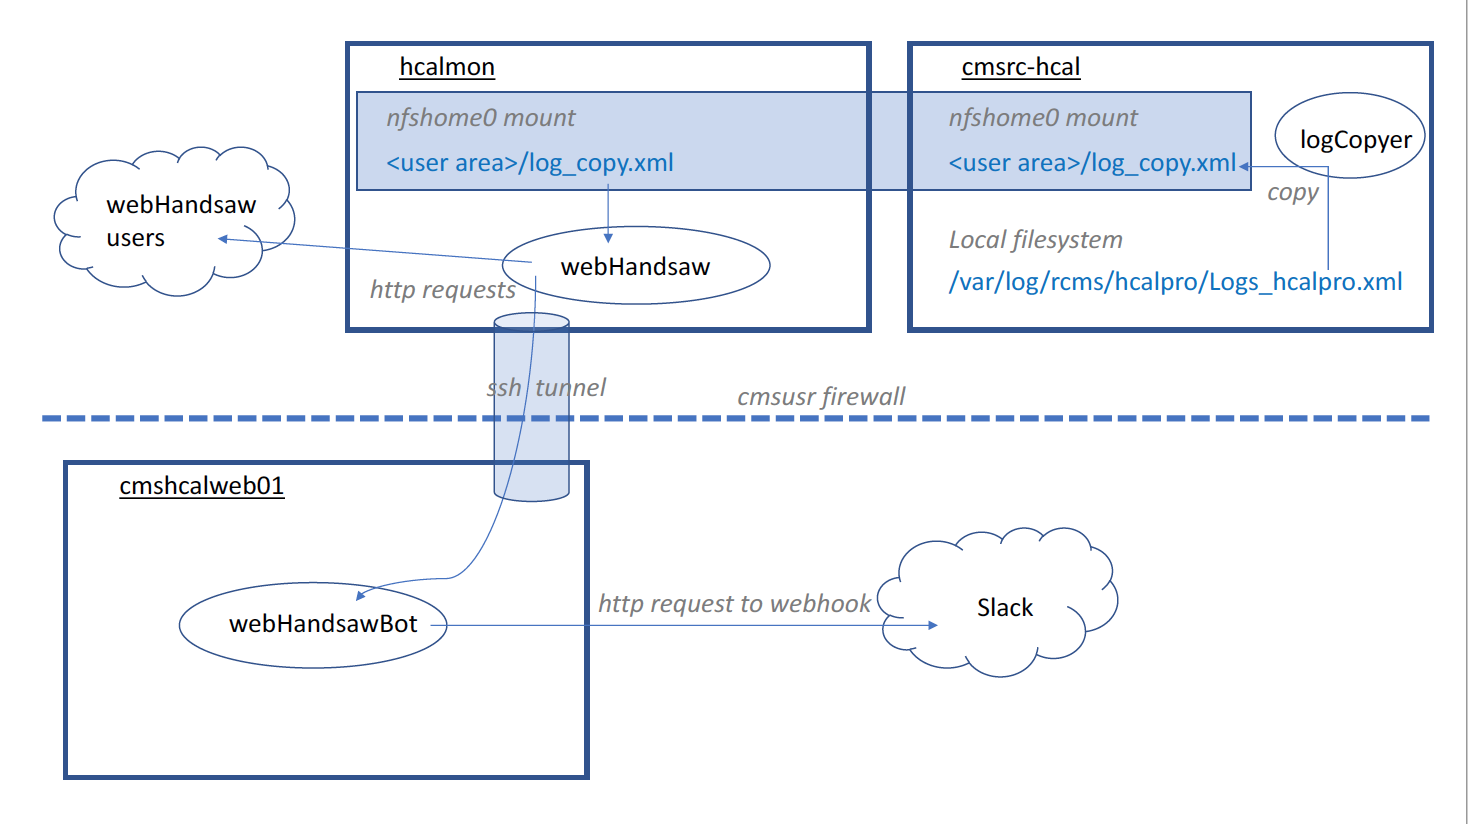 hcalmon
nfshome0 mount
<user area>/log_copy.xml
webHandsaw
http requests
webHandsaw
users
cmsrc-hcal
nfshome0 mount
<user area>/log_copy.xml
logCopyer
copy
Local filesystem
/var/log/rcms/hcalpro/Logs_hcalpro.xml
ssh tunnel
cmsusr firewall
cmshcalweb01
webHandsawBot
http request to webhook
Slack